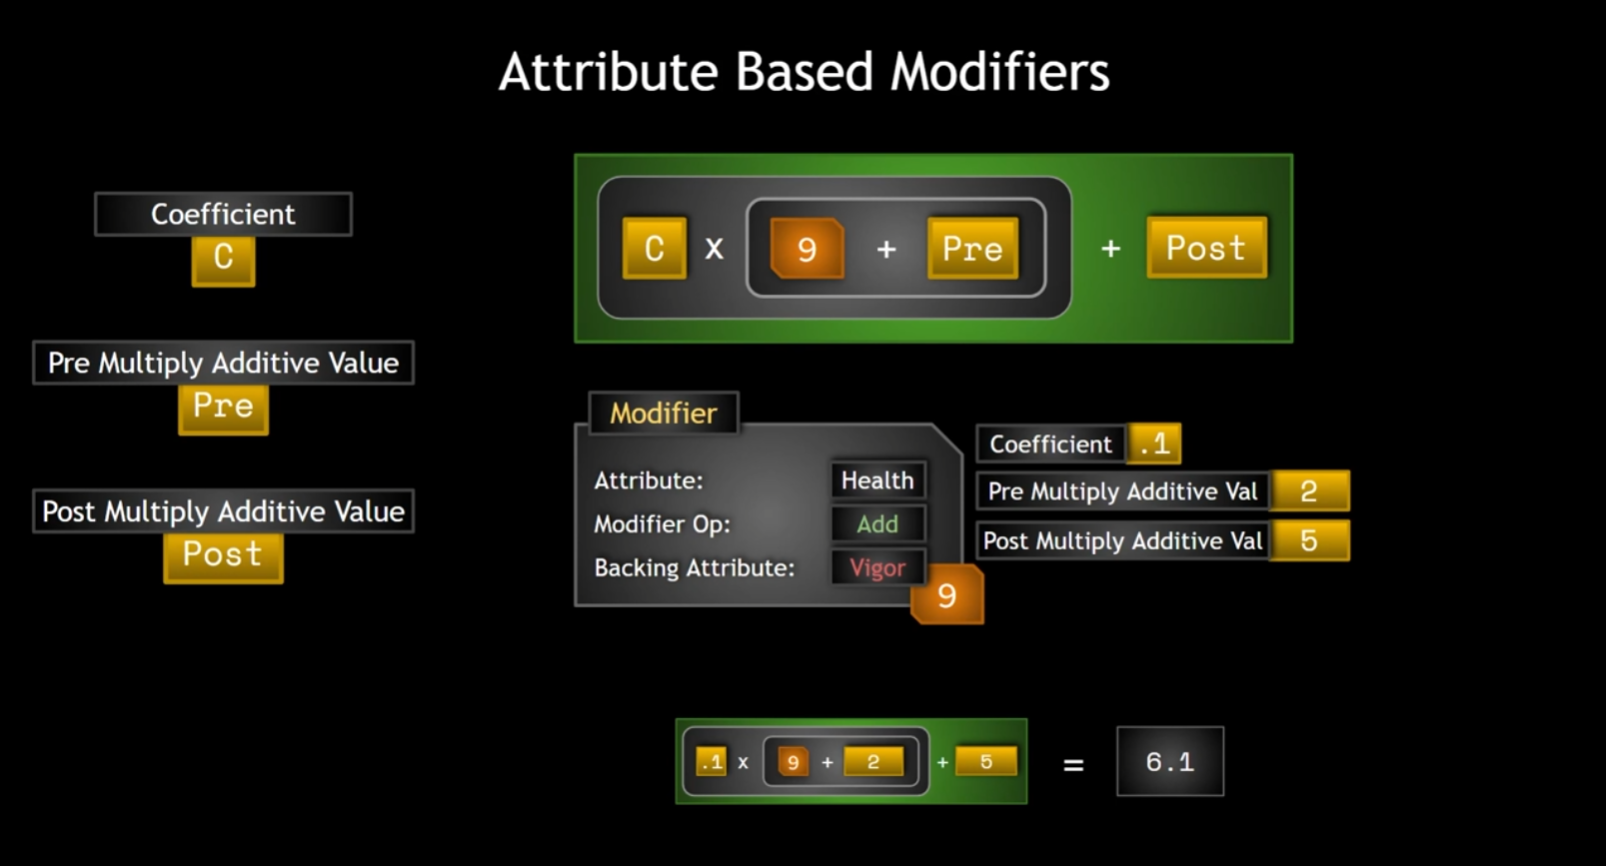 Attribute Based Modifiers
Coefficient
C
Pre Multiply Additive Value
Pre
Post Multiply Additive Value
Post
C x 9 + Pre + Post
Modifier
Attribute: Health
Modifier Op: Add
Backing Attribute: Vigor
9
Coefficient .1
Pre Multiply Additive Val 2
Post Multiply Additive Val 5
.1 x 9 + 2 + 5 = 6.1